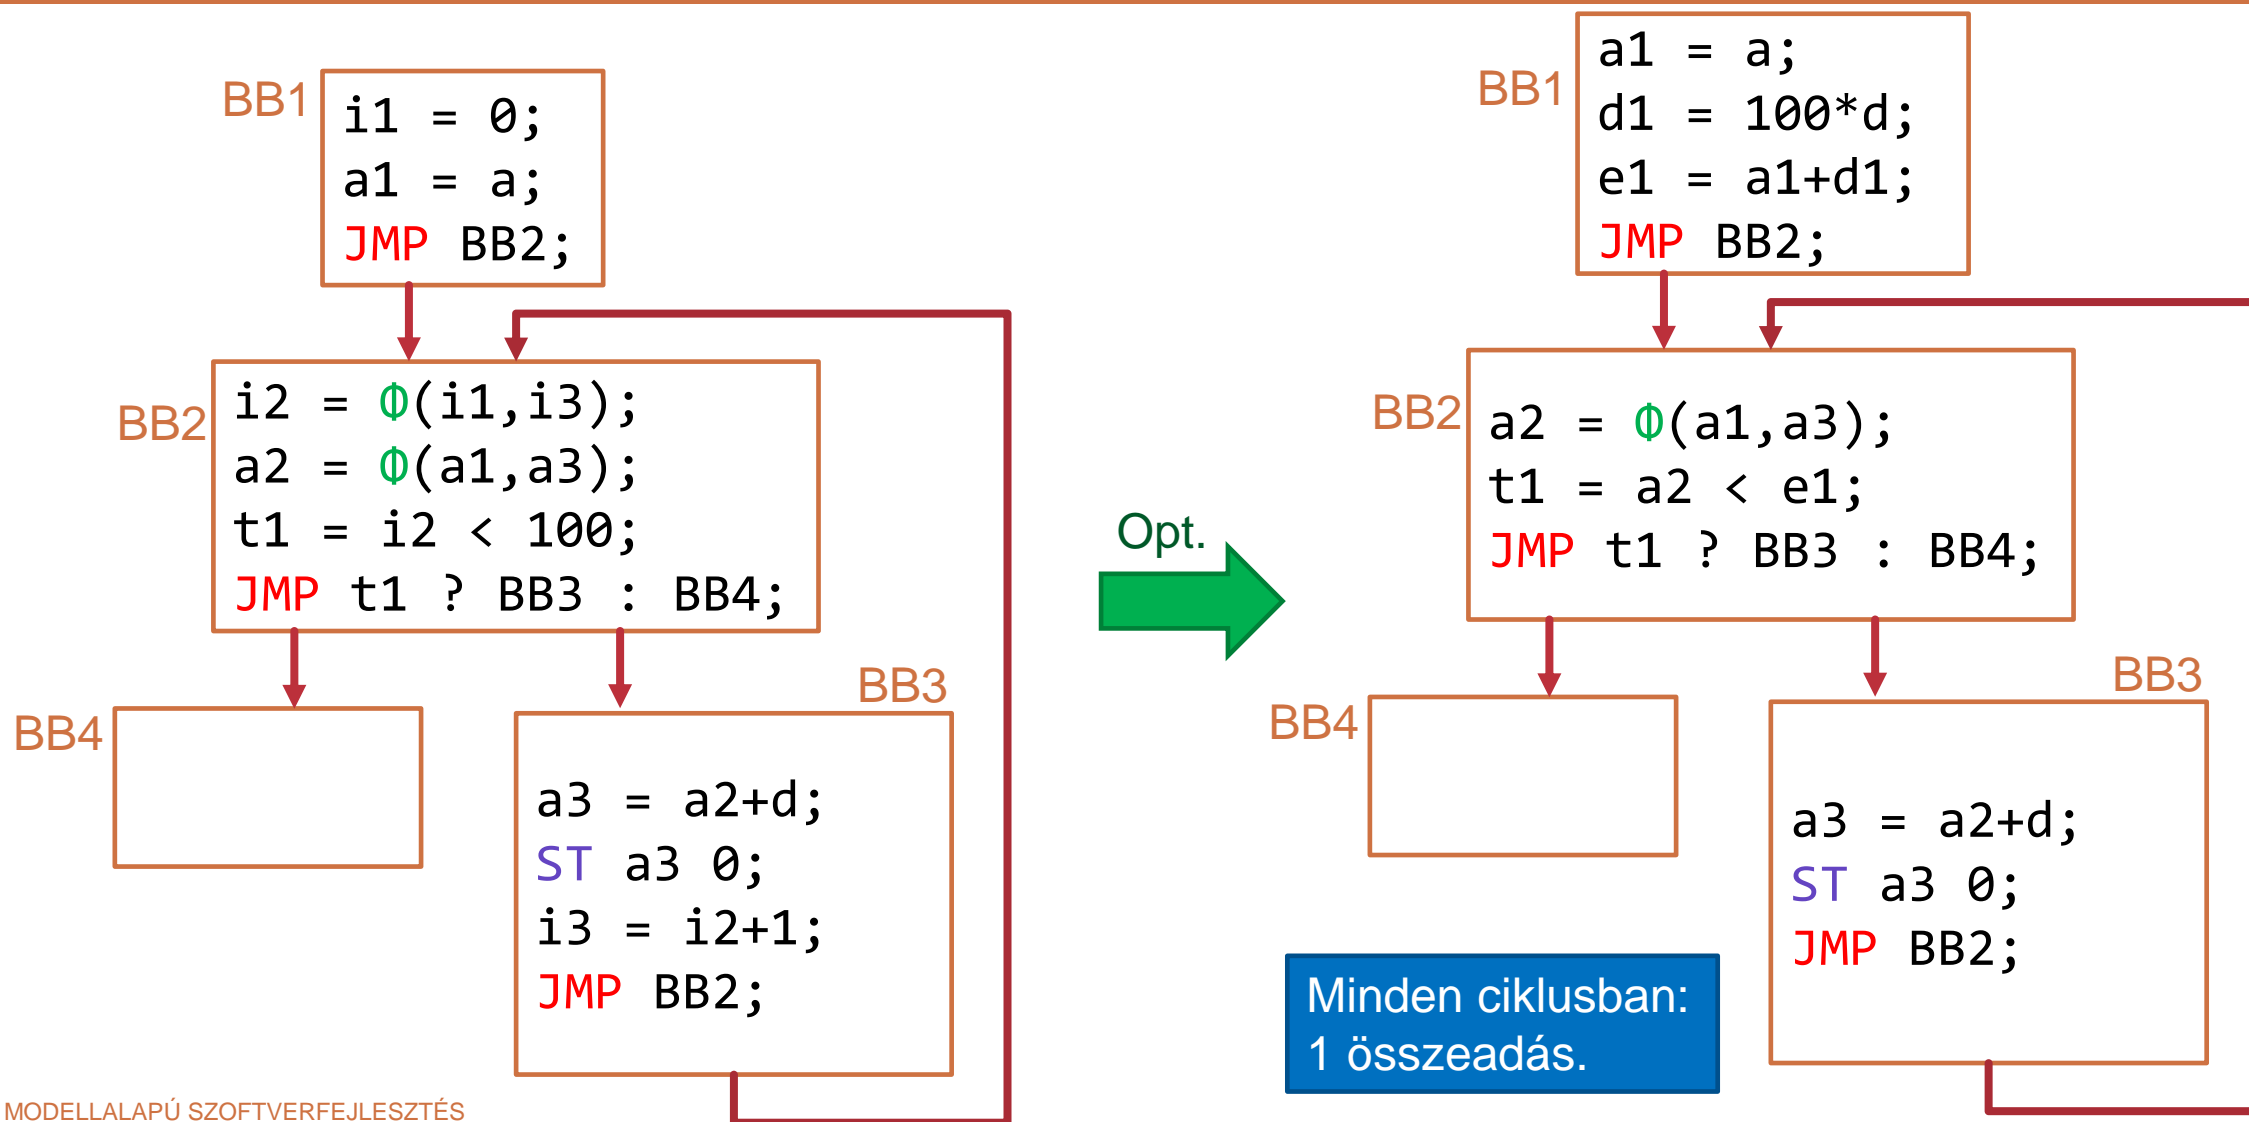 BB1
i1 = 0;
a1 = a;
JMP BB2;
BB2
i2 = Φ(i1,i3);
a2 = Φ(a1,a3);
t1 = i2 < 100;
JMP t1 ? BB3 : BB4;
BB4
BB3
a3 = a2+d;
ST a3 0;
i3 = i2+1;
JMP BB2;
Opt.
BB1
a1 = a;
d1 = 100*d;
e1 = a1+d1;
JMP BB2;
BB2
a2 = Φ(a1,a3);
t1 = a2 < e1;
JMP t1 ? BB3 : BB4;
BB4
BB3
a3 = a2+d;
ST a3 0;
JMP BB2;
Minden ciklusban:
1 összeadás.
MODELLALAPÚ SZOFTVERFEJLESZTÉS